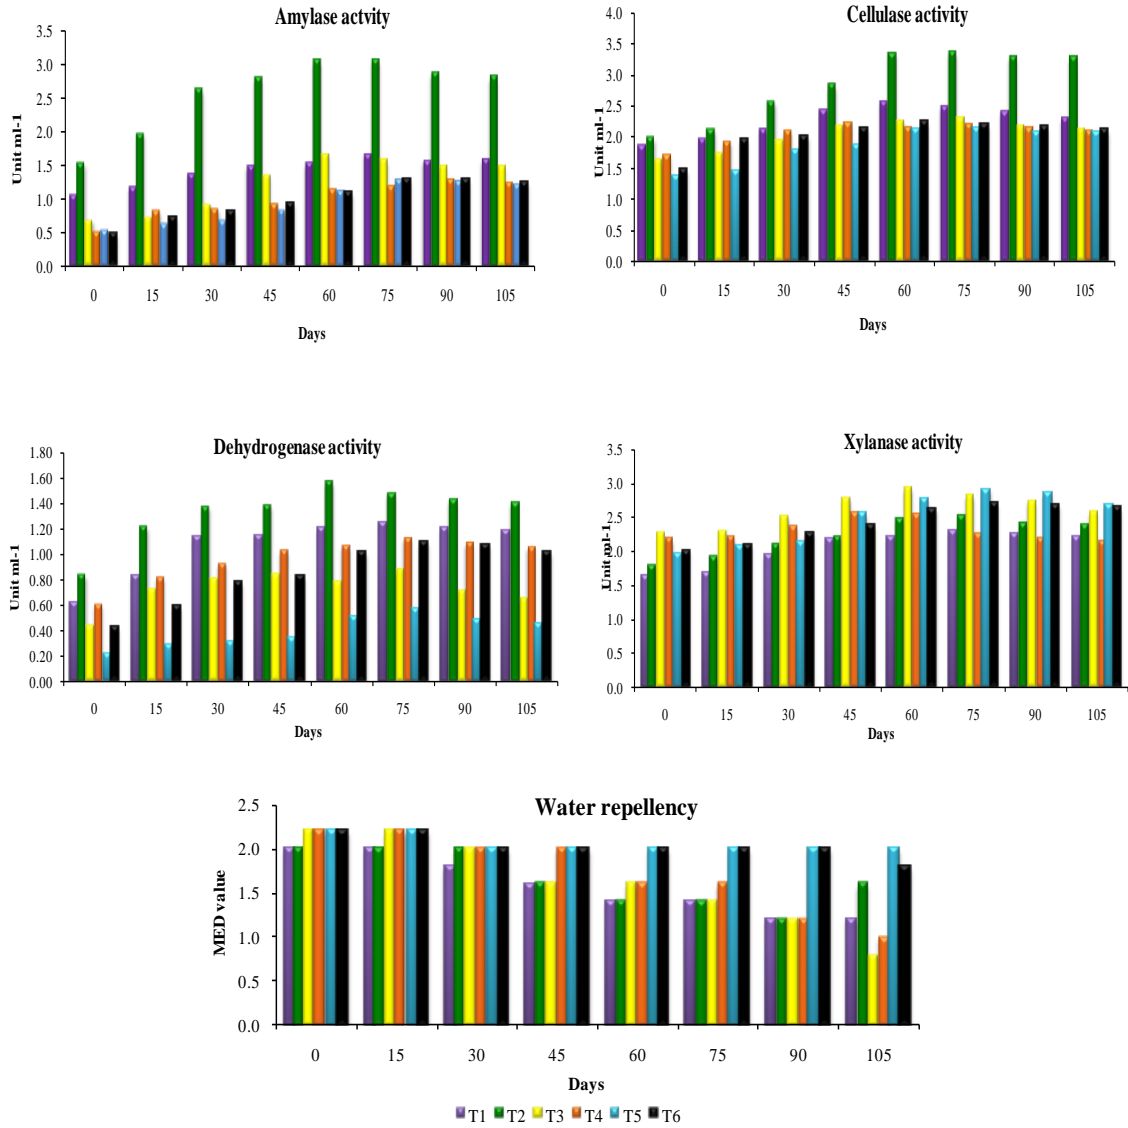 Amylase actvity
Unit ml-1
3.5
3.0
2.5
2.0
1.5
1.0
0.5
0.0
0 15 30 45 60 75 90 105
Days
Cellulase activity
Unit ml-1
4.0
3.5
3.0
2.5
2.0
1.5
1.0
0.5
0.0
0 15 30 45 60 75 90 105
Days
Dehydrogenase activity
Unit ml-1
1.80
1.60
1.40
1.20
1.00
0.80
0.60
0.40
0.20
0.00
0 15 30 45 60 75 90 105
Days
Xylanase activity
Unit ml-1
3.5
3.0
2.5
2.0
1.5
1.0
0.5
0.0
0 15 30 45 60 75 90 105
Days
Water repellency
MED value
2.5
2.0
1.5
1.0
0.5
0.0
0 15 30 45 60 75 90 105
Days
T1 T2 T3 T4 T5 T6